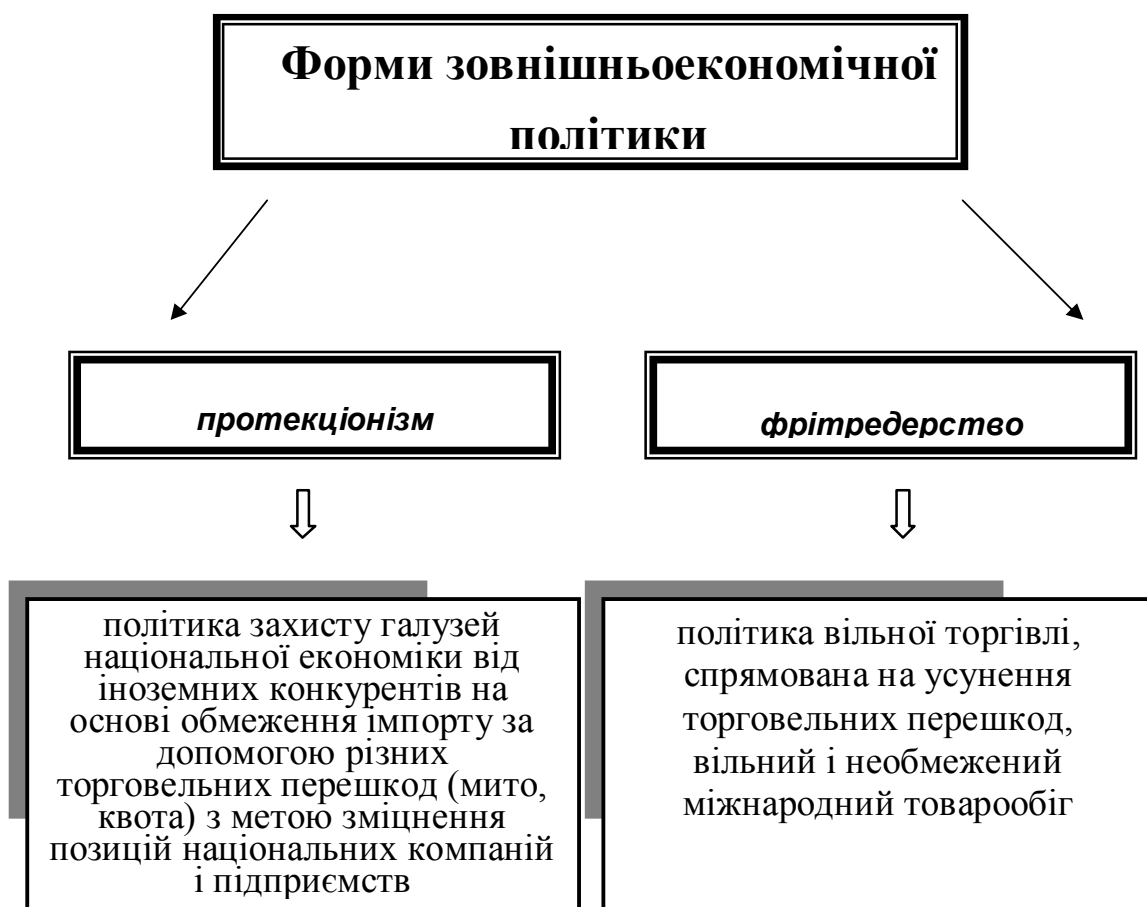 Форми зовнішньоекономічної
політики
протекціонізм
фрітредерство
політика захисту галузей
національної економіки від
іноземних конкурентів на
основі обмеження імпорту за
допомогою різних
торговельних перешкод (мито,
квота) з метою зміцнення
позицій національних компаній
і підприємств
політика вільної торгівлі,
спрямована на усунення
торговельних перешкод,
вільний і необмежений
міжнародний товарообіг